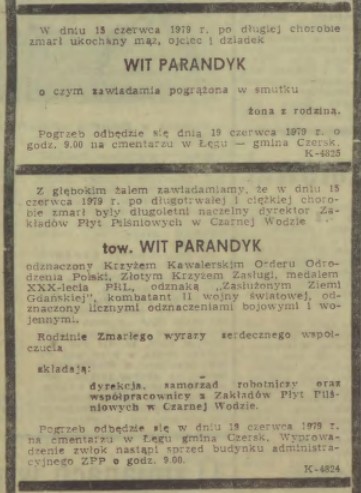 W dniu 15 czerwca 1979 r. po długiej chorobie
zmarł ukochany mąż, ojciec i dziadek
WIT PARANDYK
o czym zawiadamia pogrążona w smutku
żona z rodziną.
Pogrzeb odbędzie się dnia 19 czerwca 1979 r. o
godz. 9.00 na cmentarzu w Łęgu — gmina Czersk.
K-4825
Z głębokim żalem zawiadamiamy, że w dniu 15
czerwca 1979 r. po długotrwałej i ciężkiej choro-
bie zmarł były długoletni naczelny dyrektor Za-
kładów Płyt Pilśniowych w Czarnej Wodzie
tow. WIT PARANDYK
odznaczony Krzyżem Kawalerskim Orderu Odro-
dzenia Polski, Złotym Krzyżem Zasługi, medalem
XXX-lecia PRL, odznaką „Zasłużonym Ziemi
Gdańskiej", kombatant II wojny światowej, od-
znaczony licznymi odznaczeniami bojowymi i wo-
jennymi.
Rodzinie Zmarłego wyrazy serdecznego współ-
czucia
składają:
dyrekcja, samorząd robotniczy oraz
współpracownicy z Zakładów Płyt Pilś-
niowych w Czarnej Wodzie.
Pogrzeb odbędzie się w dniu 19 czerwca 1979 r.
na cmentarzu w Łęgu gmina Czersk. Wyprowa-
dzenie zwłok nastąpi sprzed budynku administra-
cyjnego ZPP o godz. 9.00.
K-4824